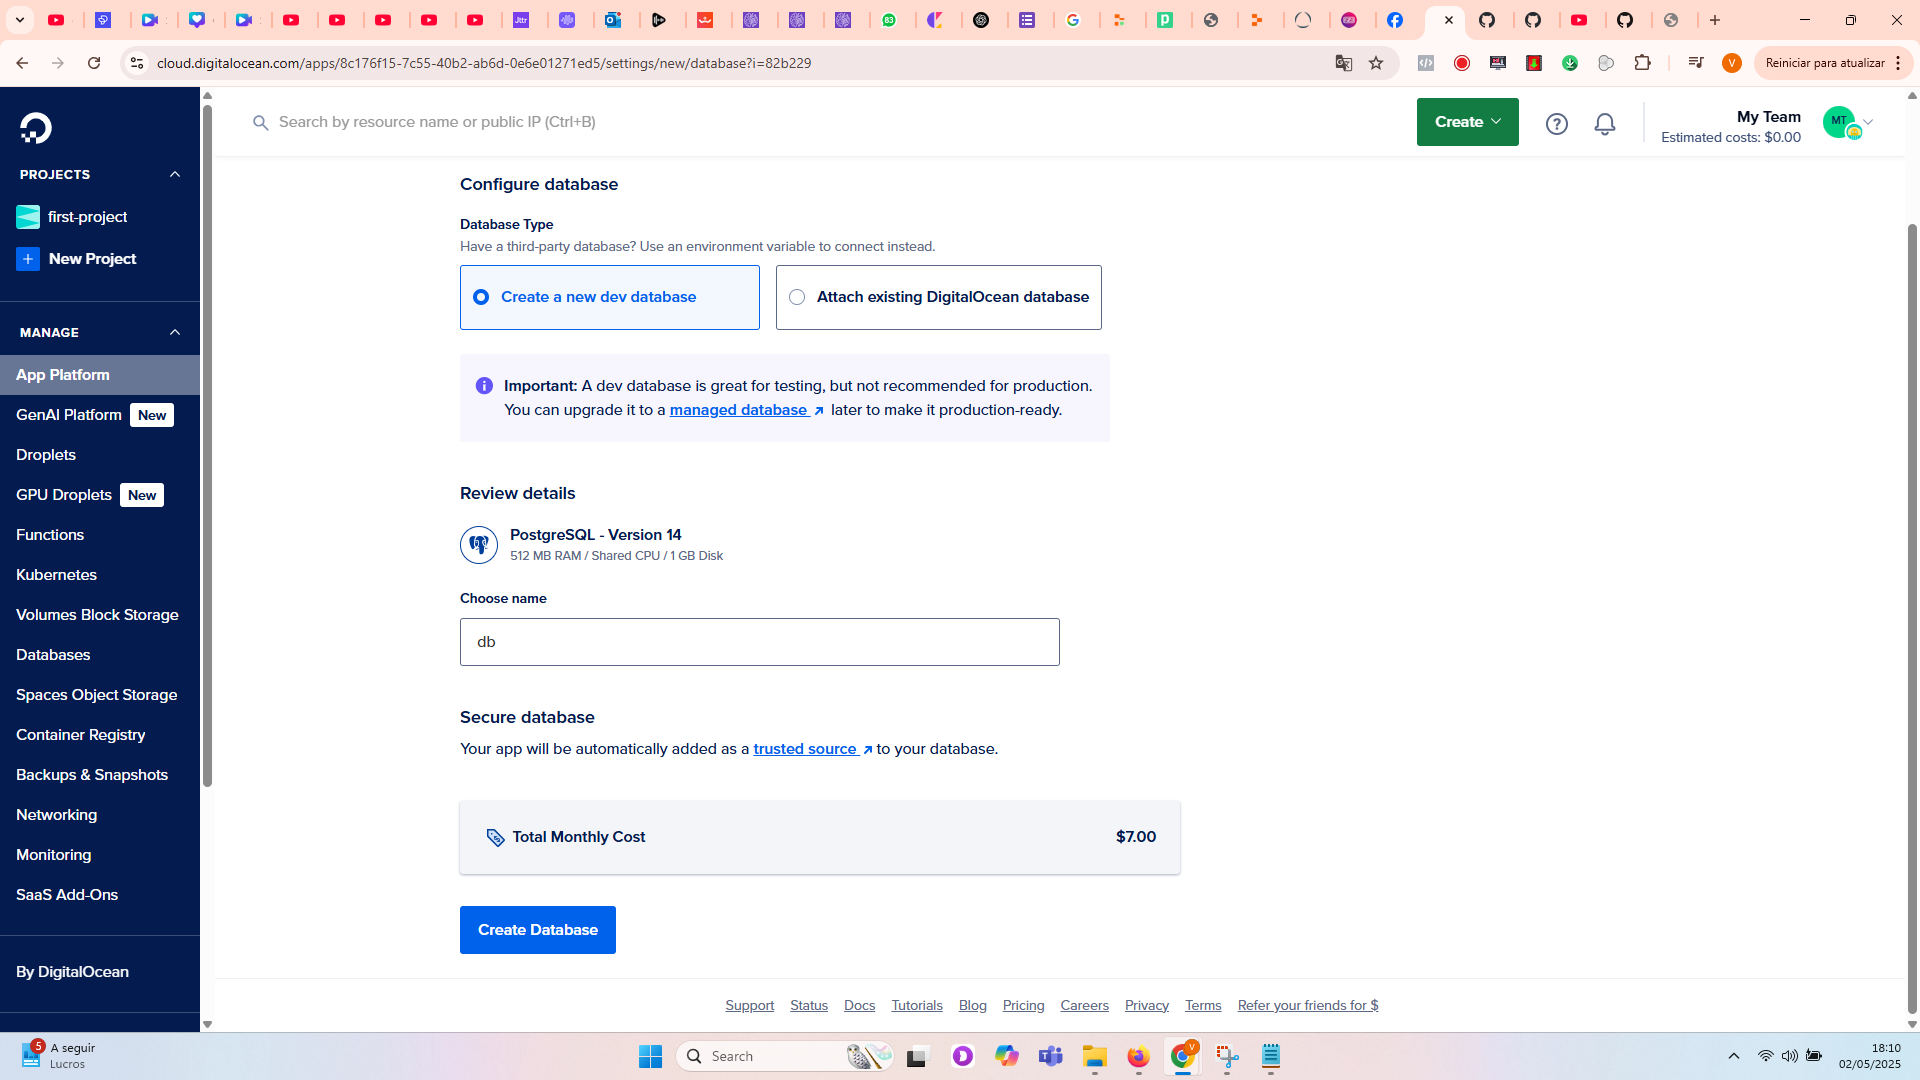 Jttr
83
cloud.digitalocean.com/apps/8c176f15-7c55-40b2-ab6d-0e6e01271ed5/settings/new/database?i=82b229
V
Reiniciar para atualizar
Search by resource name or public IP (Ctrl+B)
Create
My Team
Estimated costs: $0.00
MT
PROJECTS
first-project
New Project
MANAGE
App Platform
GenAI Platform New
Droplets
GPU Droplets New
Functions
Kubernetes
Volumes Block Storage
Databases
Spaces Object Storage
Container Registry
Backups & Snapshots
Networking
Monitoring
SaaS Add-Ons
By DigitalOcean
Configure database
Database Type
Have a third-party database? Use an environment variable to connect instead.
Create a new dev database
Attach existing DigitalOcean database
Important: A dev database is great for testing, but not recommended for production.
You can upgrade it to a managed database later to make it production-ready.
Review details
PostgreSQL - Version 14
512 MB RAM / Shared CPU / 1 GB Disk
Choose name
db
Secure database
Your app will be automatically added as a trusted source to your database.
Total Monthly Cost $7.00
Create Database
Support Status Docs Tutorials Blog Pricing Careers Privacy Terms Refer your friends for $
5
A seguir
Lucros
Search
V
18:10
02/05/2025